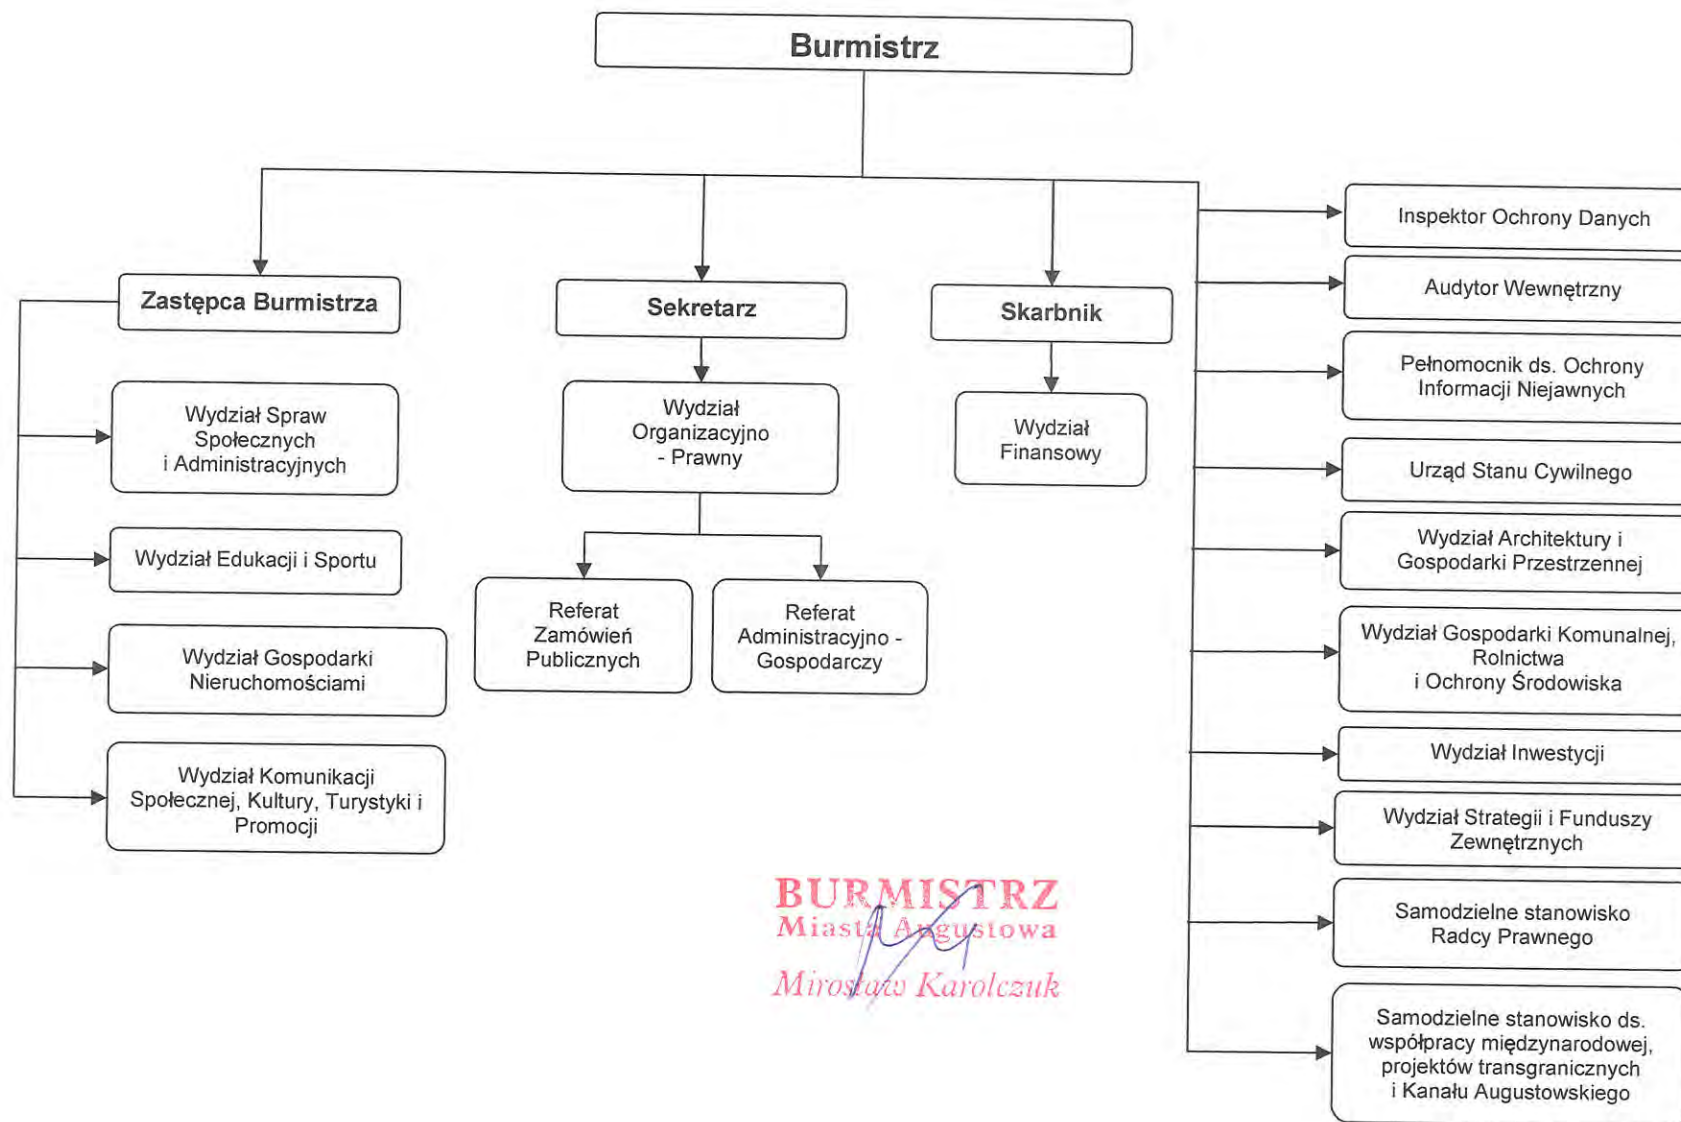 Burmistrz
Zastępca Burmistrza
Wydział Spraw
Społecznych
i Administracyjnych
Wydział Edukacji i Sportu
Wydział Gospodarki
Nieruchomościami
Wydział Komunikacji
Społecznej, Kultury, Turystyki i
Promocji
Sekretarz
Wydział
Organizacyjno
- Prawny
Referat
Zamówień
Publicznych
Referat
Administracyjno -
Gospodarczy
Skarbnik
Wydział
Finansowy
Inspektor Ochrony Danych
Audytor Wewnętrzny
Pełnomocnik ds. Ochrony
Informacji Niejawnych
Urząd Stanu Cywilnego
Wydział Architektury i
Gospodarki Przestrzennej
Wydział Gospodarki Komunalnej,
Rolnictwa
i Ochrony Środowiska
Wydział Inwestycji
Wydział Strategii i Funduszy
Zewnętrznych
Samodzielne stanowisko
Radcy Prawnego
Samodzielne stanowisko ds.
współpracy międzynarodowej,
projektów transgranicznych
i Kanału Augustowskiego
BURMISTRZ
Miasta Augustowa
Mirosław Karolczuk